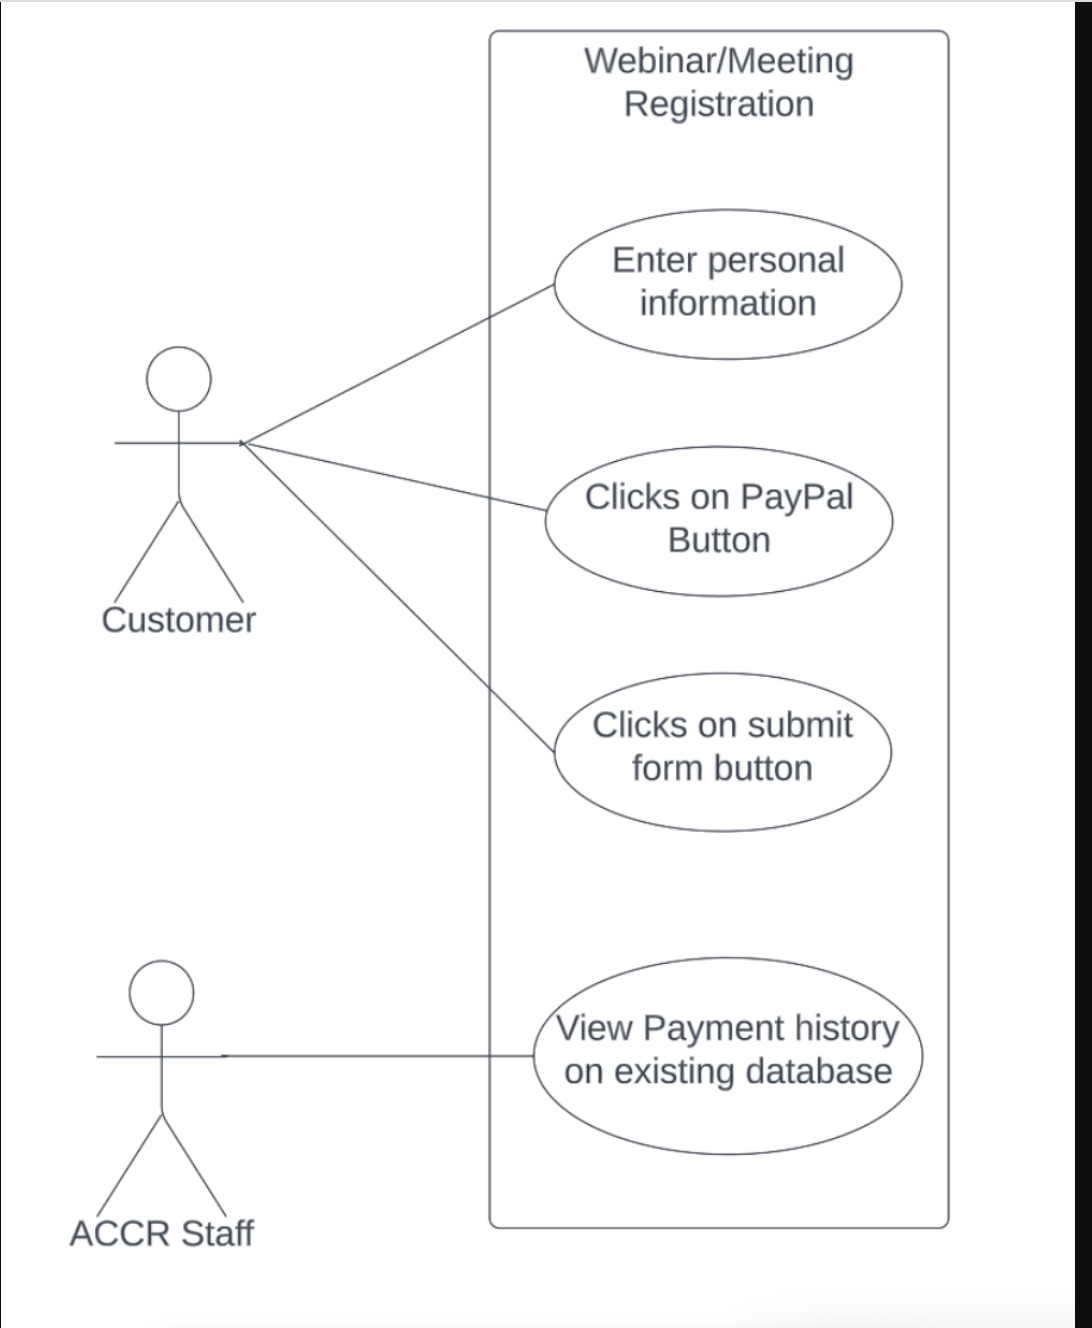 Webinar/Meeting
Registration
Enter personal
information
Clicks on PayPal
Button
Customer
Clicks on submit
form button
View Payment history
on existing database
ACCR Staff